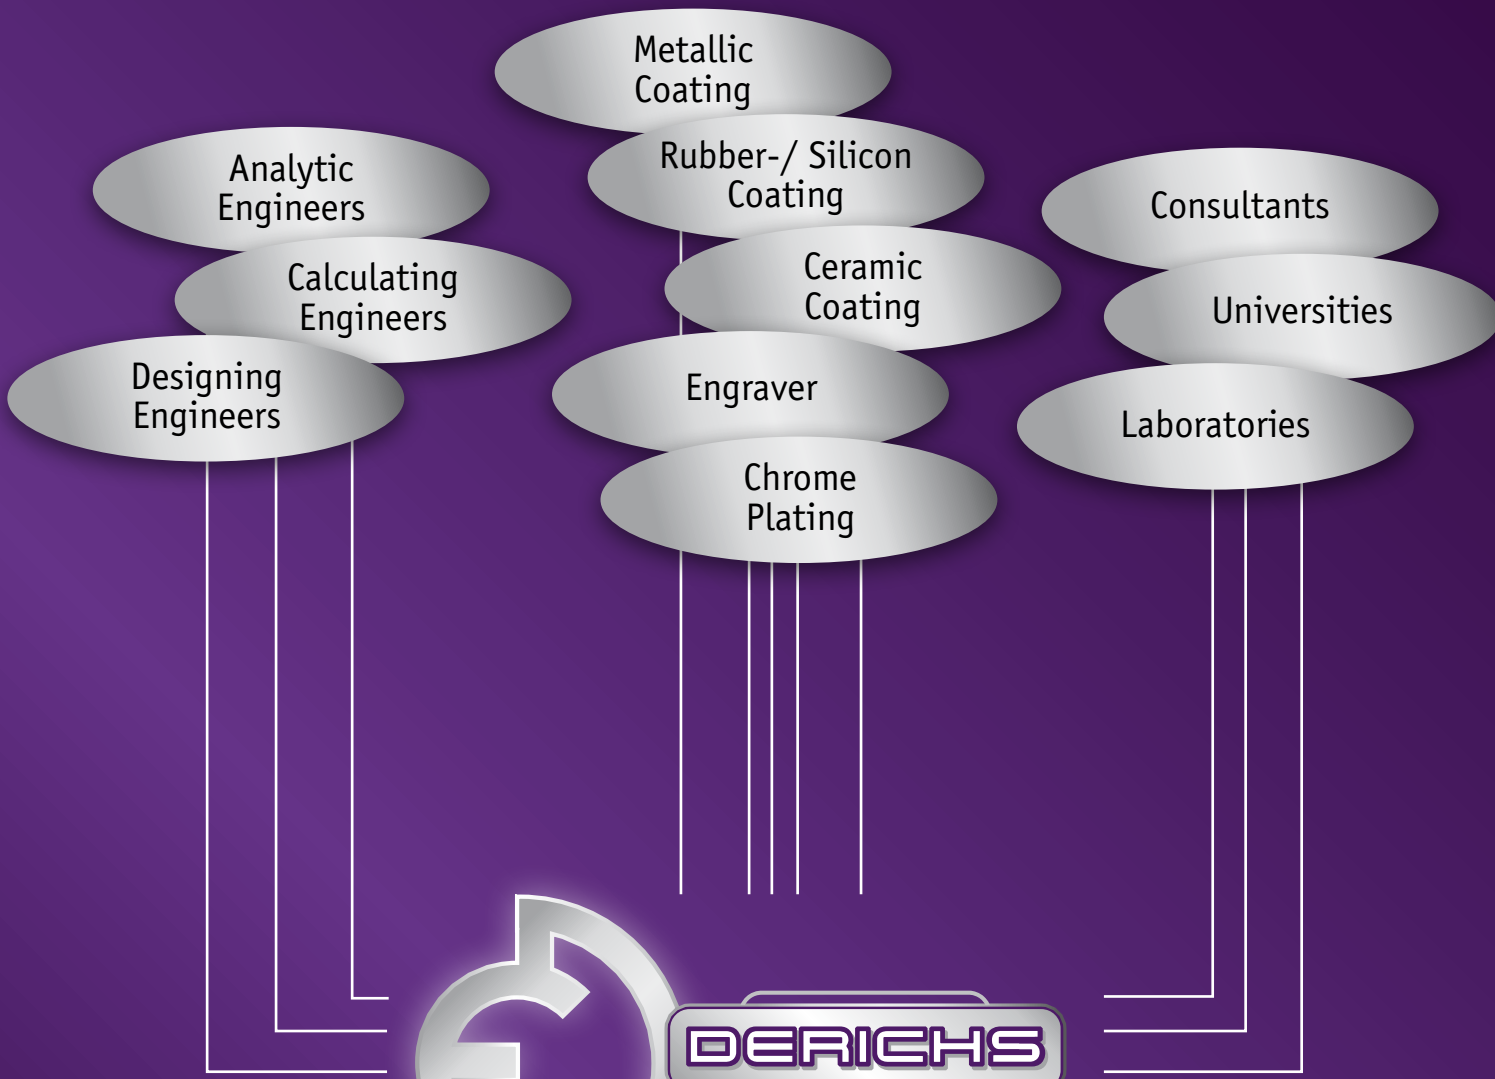 Metallic
Coating
Rubber-/ Silicon
Coating
Ceramic
Coating
Engraver
Chrome
Plating
Analytic
Engineers
Calculating
Engineers
Designing
Engineers
Consultants
Universities
Laboratories
DERICHS